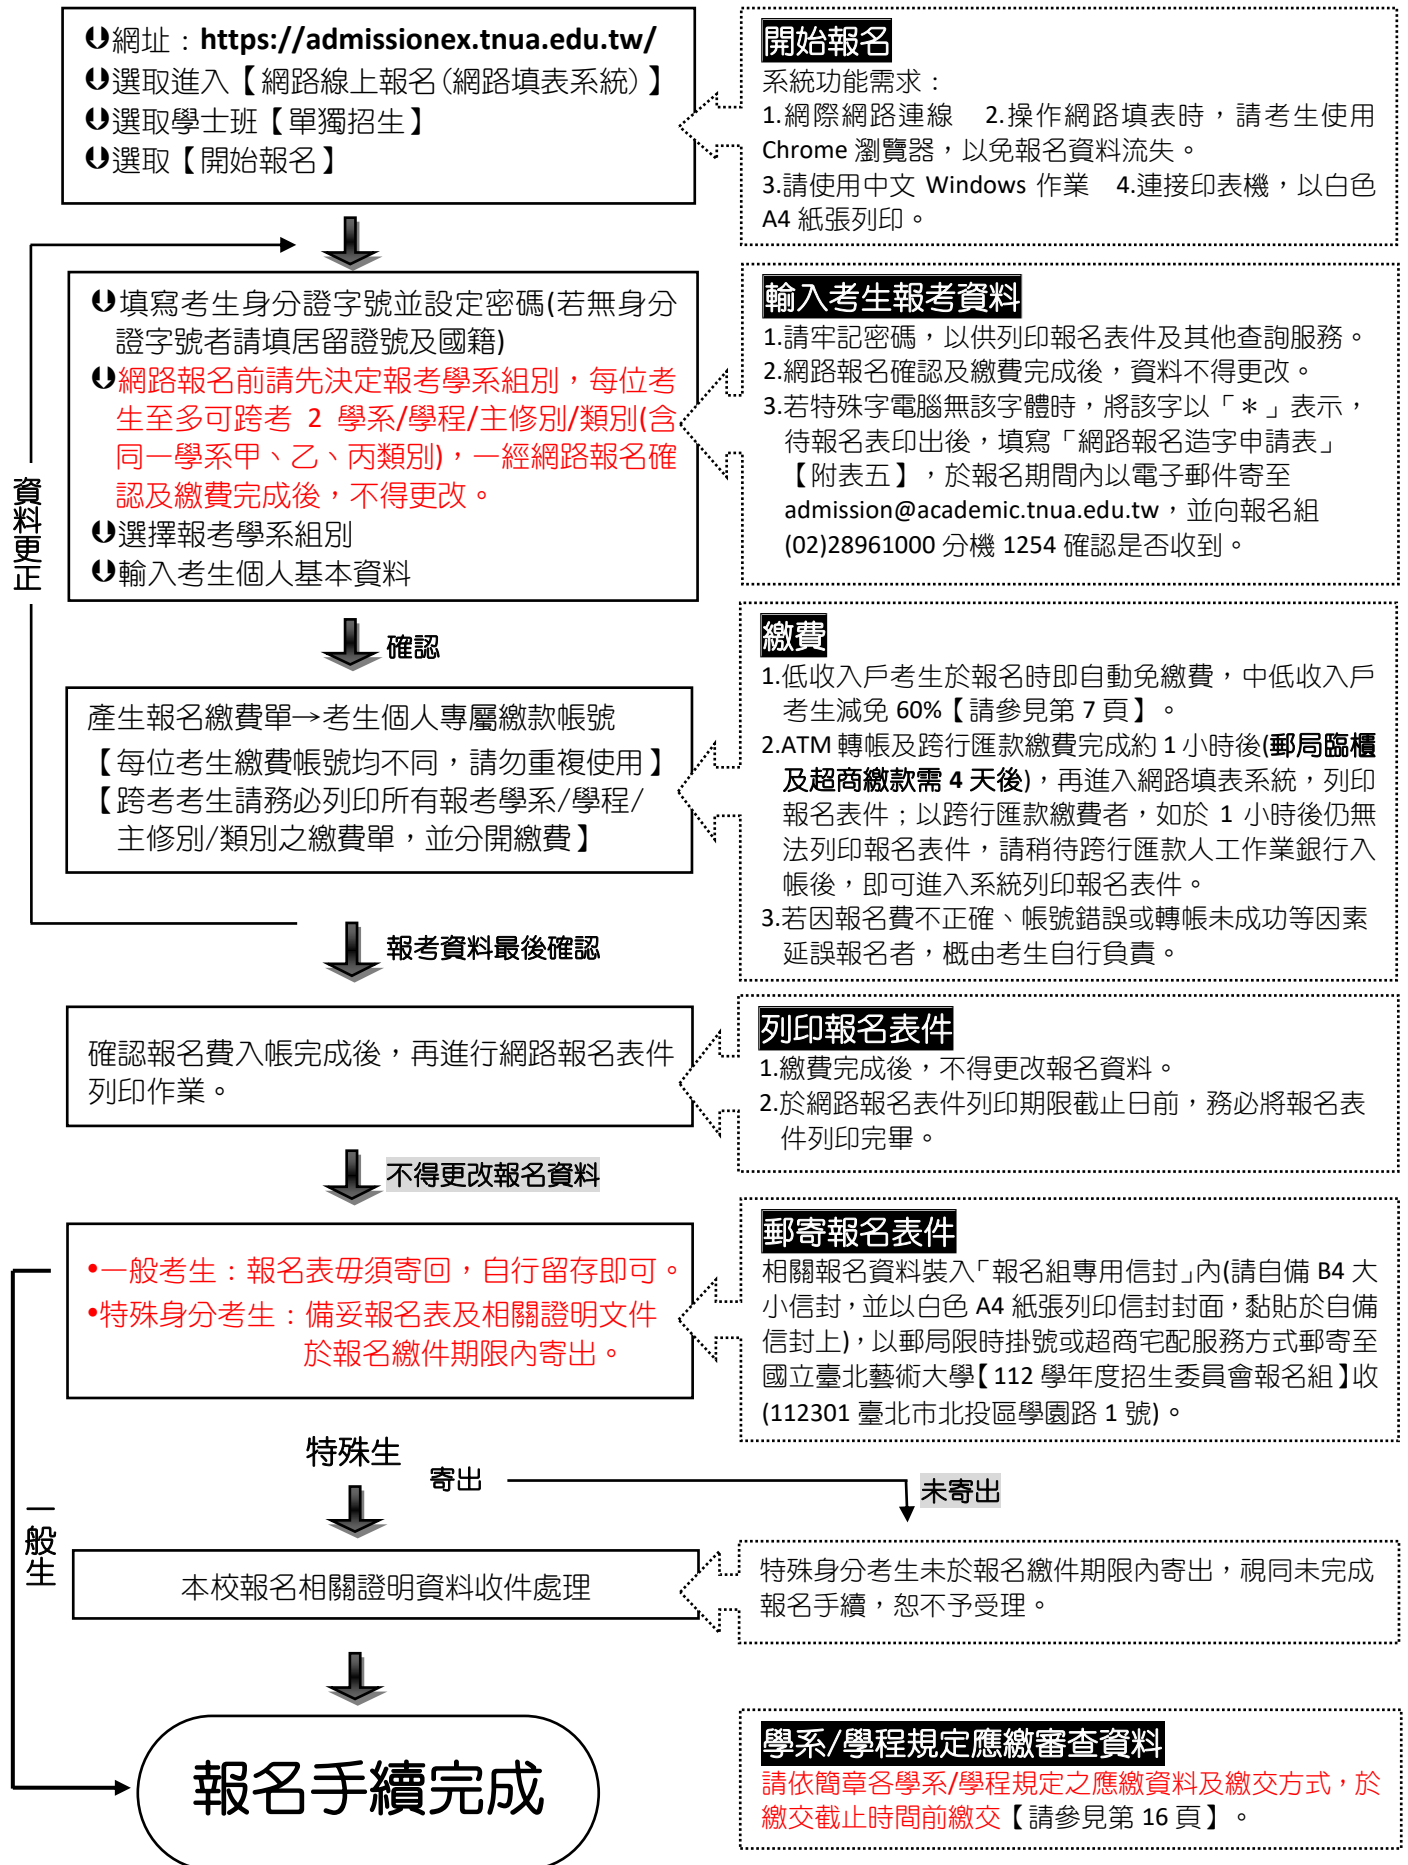 網址：https://admissionex.tnua.edu.tw/
選取進入【網路線上報名(網路填表系統)】
選取學士班【單獨招生】
選取【開始報名】
開始報名
系統功能需求：
1.網際網路連線 2.操作網路填表時，請考生使用
Chrome 瀏覽器，以免報名資料流失。
3.請使用中文 Windows 作業 4.連接印表機，以白色
A4 紙張列印。
填寫考生身分證字號並設定密碼(若無身分
證字號者請填居留證號及國籍)
網路報名前請先決定報考學系組別，每位考
生至多可跨考 2 學系/學程/主修別/類別(含
同一學系甲、乙、丙類別)，一經網路報名確
認及繳費完成後，不得更改。
選擇報考學系組別
輸入考生個人基本資料
資料更正
輸入考生報考資料
1.請牢記密碼，以供列印報名表件及其他查詢服務。
2.網路報名確認及繳費完成後，資料不得更改。
3.若特殊字電腦無該字體時，將該字以「＊」表示，
待報名表印出後，填寫「網路報名造字申請表」
【附表五】，於報名期間內以電子郵件寄至
admission@academic.tnua.edu.tw，並向報名組
(02)28961000 分機 1254 確認是否收到。
確認
產生報名繳費單→考生個人專屬繳款帳號
【每位考生繳費帳號均不同，請勿重複使用】
【跨考考生請務必列印所有報考學系/學程/
主修別/類別之繳費單，並分開繳費】
繳費
1.低收入戶考生於報名時即自動免繳費，中低收入戶
考生減免 60%【請參見第 7 頁】。
2.ATM 轉帳及跨行匯款繳費完成約 1 小時後(郵局臨櫃
及超商繳款需 4 天後)，再進入網路填表系統，列印
報名表件；以跨行匯款繳費者，如於 1 小時後仍無
法列印報名表件，請稍待跨行匯款人工作業銀行入
帳後，即可進入系統列印報名表件。
3.若因報名費不正確、帳號錯誤或轉帳未成功等因素
延誤報名者，概由考生自行負責。
報考資料最後確認
確認報名費入帳完成後，再進行網路報名表件
列印作業。
列印報名表件
1.繳費完成後，不得更改報名資料。
2.於網路報名表件列印期限截止日前，務必將報名表
件列印完畢。
不得更改報名資料
•一般考生：報名表毋須寄回，自行留存即可。
•特殊身分考生：備妥報名表及相關證明文件
於報名繳件期限內寄出。
郵寄報名表件
相關報名資料裝入「報名組專用信封」內(請自備 B4 大
小信封，並以白色 A4 紙張列印信封封面，黏貼於自備
信封上)，以郵局限時掛號或超商宅配服務方式郵寄至
國立臺北藝術大學【112 學年度招生委員會報名組】收
(112301 臺北市北投區學園路 1 號)。
特殊生
寄出
未寄出
一般生
本校報名相關證明資料收件處理
特殊身分考生未於報名繳件期限內寄出，視同未完成
報名手續，恕不予受理。
報名手續完成
學系/學程規定應繳審查資料
請依簡章各學系/學程規定之應繳資料及繳交方式，於
繳交截止時間前繳交【請參見第 16 頁】。